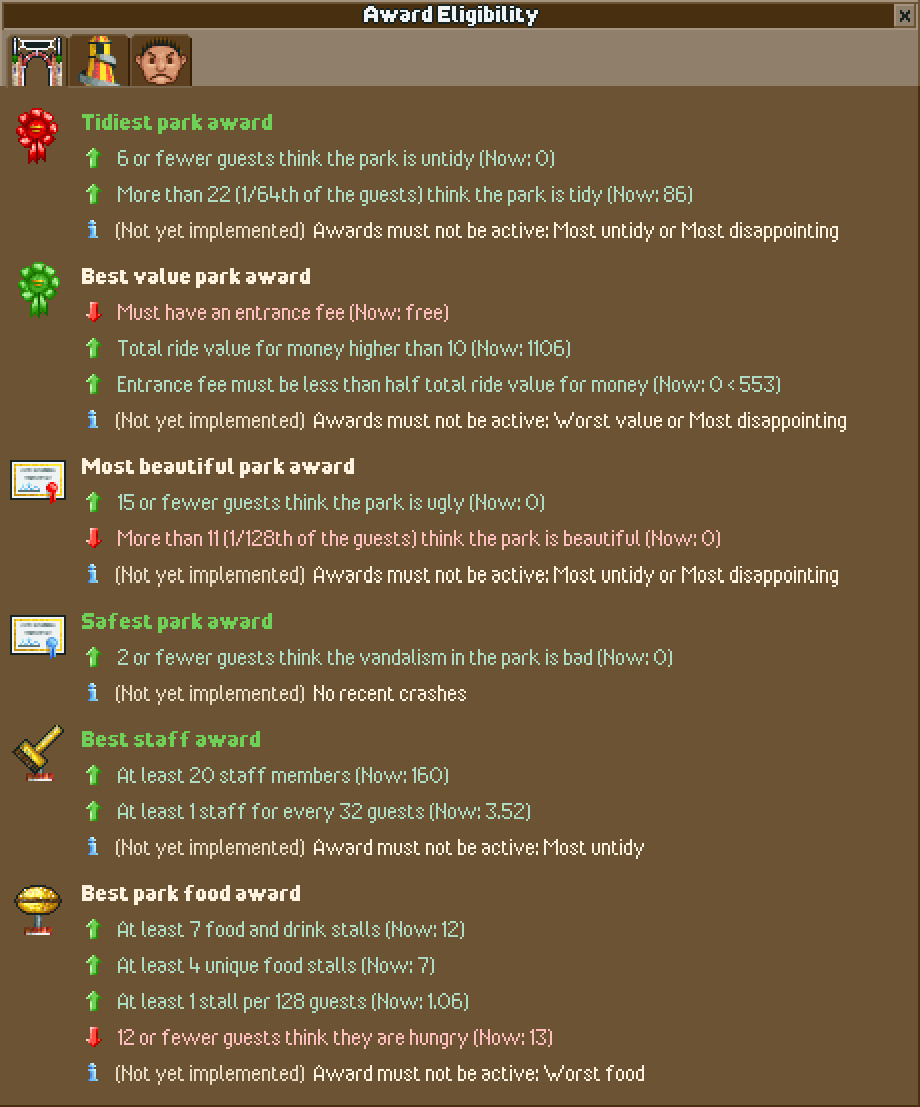 Award Eligibility
Tidiest park award
6 or fewer guests think the park is untidy (Now: 0)
More than 22 (1/64th of the guests) think the park is tidy (Now: 86)
(Not yet implemented) Awards must not be active: Most untidy or Most disappointing
Best value park award
Must have an entrance fee (Now: free)
Total ride value for money higher than 10 (Now: 1106)
Entrance fee must be less than half total ride value for money (Now: 0 < 553)
(Not yet implemented) Awards must not be active: Worst value or Most disappointing
Most beautiful park award
15 or fewer guests think the park is ugly (Now: 0)
More than 11 (1/128th of the guests) think the park is beautiful (Now: 0)
(Not yet implemented) Awards must not be active: Most untidy or Most disappointing
Safest park award
2 or fewer guests think the vandalism in the park is bad (Now: 0)
(Not yet implemented) No recent crashes
Best staff award
At least 20 staff members (Now: 160)
At least 1 staff for every 32 guests (Now: 3.52)
(Not yet implemented) Award must not be active: Most untidy
Best park food award
At least 7 food and drink stalls (Now: 12)
At least 4 unique food stalls (Now: 7)
At least 1 stall per 128 guests (Now: 1.06)
12 or fewer guests think they are hungry (Now: 13)
(Not yet implemented) Award must not be active: Worst food